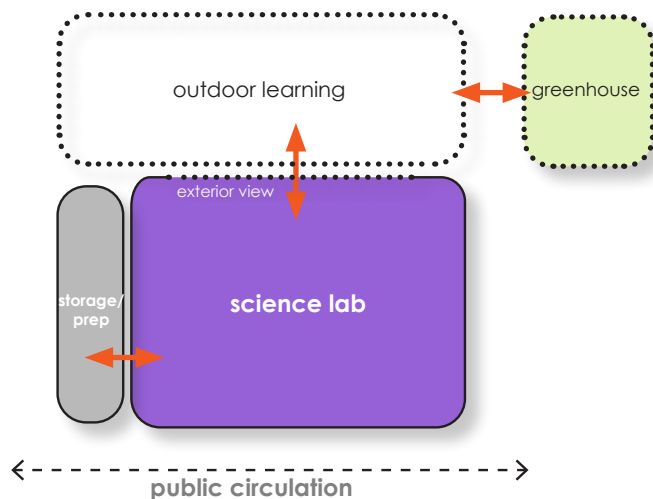 outdoor learning
greenhouse
exterior view
storage/
prep
science lab
public circulation